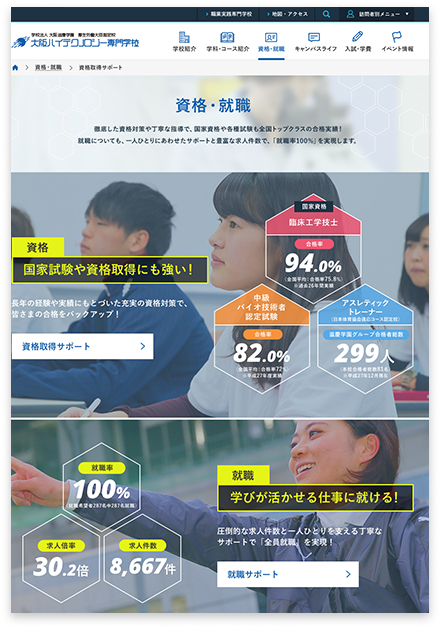 職業実践専門学校
地図・アクセス
訪問者別メニュー
学校法人 大阪滋慶学園 厚生労働大臣指定校
大阪ハイテクノロジー専門学校
学校紹介
学科・コース紹介
資格・就職
キャンパスライフ
入試・学費
イベント情報
資格・就職
資格取得サポート
資格・就職
徹底した資格対策や丁寧な指導で、国家資格や各種試験も全国トップクラスの合格実績！
就職についても、一人ひとりにあわせたサポートと豊富な求人件数で、「就職率100%」を実現します。
資格
国家試験や資格取得にも強い！
長年の経験や実績にもとづいた充実の資格対策で、
皆さまの合格をバックアップ！
資格取得サポート
国家資格
臨床工学技士
合格率
94.0%
（全国平均：合格率75.8%）
※過去26年間実績
中級
バイオ技術者
認定試験
合格率
82.0%
（全国平均：合格率72%）
※平成27年度実績
アスレティック
トレーナー
（日本体育協会公認のコース認定校）
滋慶学園グループ合格者総数
299人
（本校合格者総数81名）
※平成27年12月現在
就職率
100%
（就職希望者287名中287名就職）
求人倍率
30.2倍
求人件数
8,667件
就職
学びが活かせる仕事に就ける！
圧倒的な求人件数と一人ひとりを支える丁寧な
サポートで「全員就職」を実現！
就職サポート